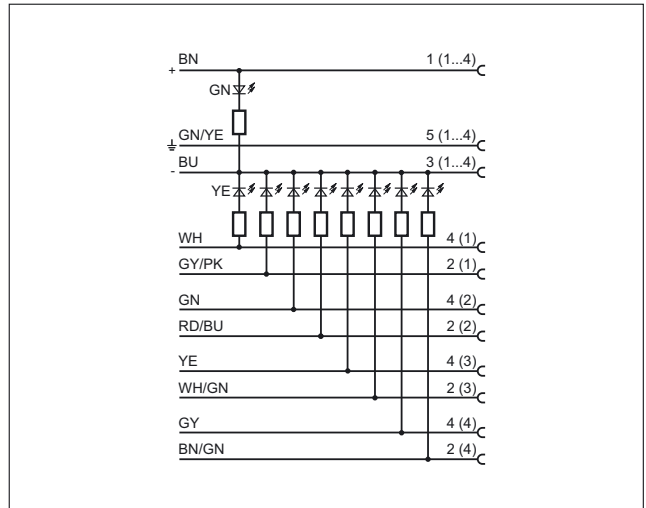 BN 1 (1...4)
+
GN
GN/YE 5 (1...4)
BU 3 (1...4)
-
YE
WH 4 (1)
GY/PK 2 (1)
GN 4 (2)
RD/BU 2 (2)
YE 4 (3)
WH/GN 2 (3)
GY 4 (4)
BN/GN 2 (4)